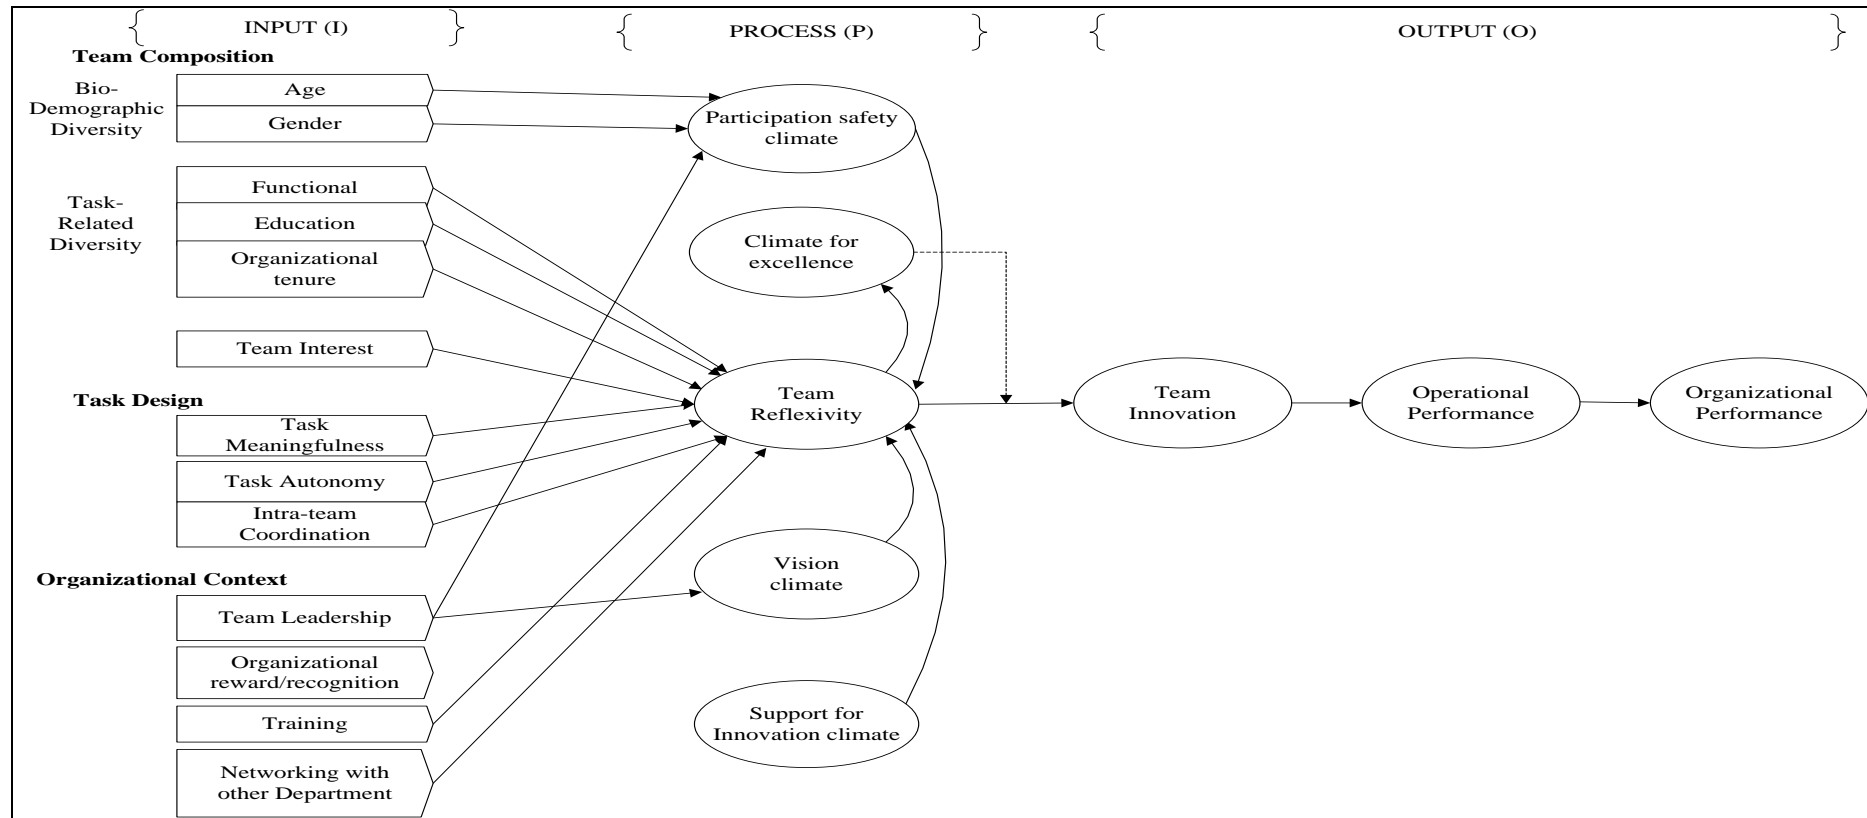 INPUT (I)
PROCESS (P)
OUTPUT (O)
Team Composition
Bio-
Demographic
Diversity
Age
Gender
Participation safety
climate
Task-
Related
Diversity
Functional
Education
Organizational
tenure
Climate for
excellence
Team Interest
Team
Reflexivity
Team
Innovation
Operational
Performance
Organizational
Performance
Task Design
Task
Meaningfulness
Task Autonomy
Intra-team
Coordination
Vision
climate
Organizational Context
Team Leadership
Organizational
reward/recognition
Training
Networking with
other Department
Support for
Innovation climate